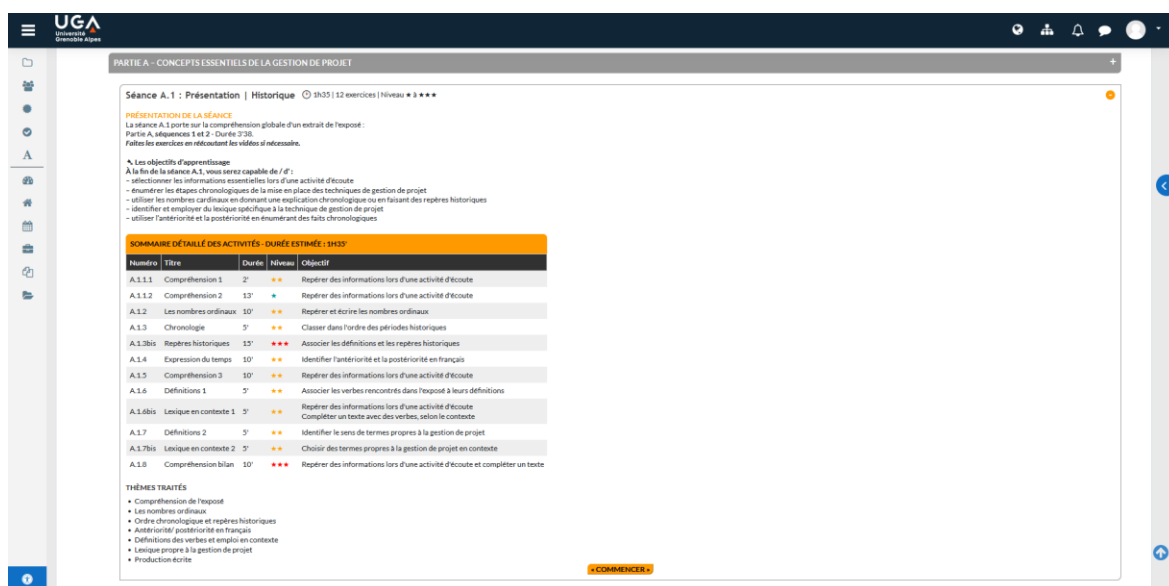 UGA
Université
Grenoble Alpes
PARTIE A – CONCEPTS ESSENTIELS DE LA GESTION DE PROJET
+
Séance A.1 : Présentation | Historique 1h35 | 12 exercices | Niveau ★ à ★★★
PRÉSENTATION DE LA SÉANCE
La séance A.1 porte sur la compréhension globale d'un extrait de l'exposé :
Partie A, séquences 1 et 2 - Durée 3'38.
Faites les exercices en réécoutant les vidéos si nécessaire.
Les objectifs d'apprentissage
À la fin de la séance A.1, vous serez capable de / d' :
– sélectionner les informations essentielles lors d'une activité d'écoute
– énumérer les étapes chronologiques de la mise en place des techniques de gestion de projet
– utiliser les nombres cardinaux en donnant une explication chronologique ou en faisant des repères historiques
– identifier et employer du lexique spécifique à la technique de gestion de projet
– utiliser l'antériorité et la postériorité en énumérant des faits chronologiques
SOMMAIRE DÉTAILLÉ DES ACTIVITÉS - DURÉE ESTIMÉE : 1H35'
Numéro Titre Durée Niveau Objectif
A.1.1.1 Compréhension 1 2' ★★ Repérer des informations lors d'une activité d'écoute
A.1.1.2 Compréhension 2 13' ★ Repérer des informations lors d'une activité d'écoute
A.1.2 Les nombres ordinaux 10' ★★ Repérer et écrire les nombres ordinaux
A.1.3 Chronologie 5' ★★ Classer dans l'ordre des périodes historiques
A.1.3bis Repères historiques 15' ★★★ Associer les définitions et les repères historiques
A.1.4 Expression du temps 10' ★★ Identifier l'antériorité et la postériorité en français
A.1.5 Compréhension 3 10' ★★ Repérer des informations lors d'une activité d'écoute
A.1.6 Définitions 1 5' ★★ Associer les verbes rencontrés dans l'exposé à leurs définitions
A.1.6bis Lexique en contexte 1 5' ★★ Repérer des informations lors d'une activité d'écoute
Compléter un texte avec des verbes, selon le contexte
A.1.7 Définitions 2 5' ★★ Identifier le sens de termes propres à la gestion de projet
A.1.7bis Lexique en contexte 2 5' ★★ Choisir des termes propres à la gestion de projet en contexte
A.1.8 Compréhension bilan 10' ★★★ Repérer des informations lors d'une activité d'écoute et compléter un texte
THÈMES TRAITÉS
• Compréhension de l'exposé
• Les nombres ordinaux
• Ordre chronologique et repères historiques
• Antériorité/ postériorité en français
• Définitions des verbes et emploi en contexte
• Lexique propre à la gestion de projet
• Production écrite
« COMMENCER »